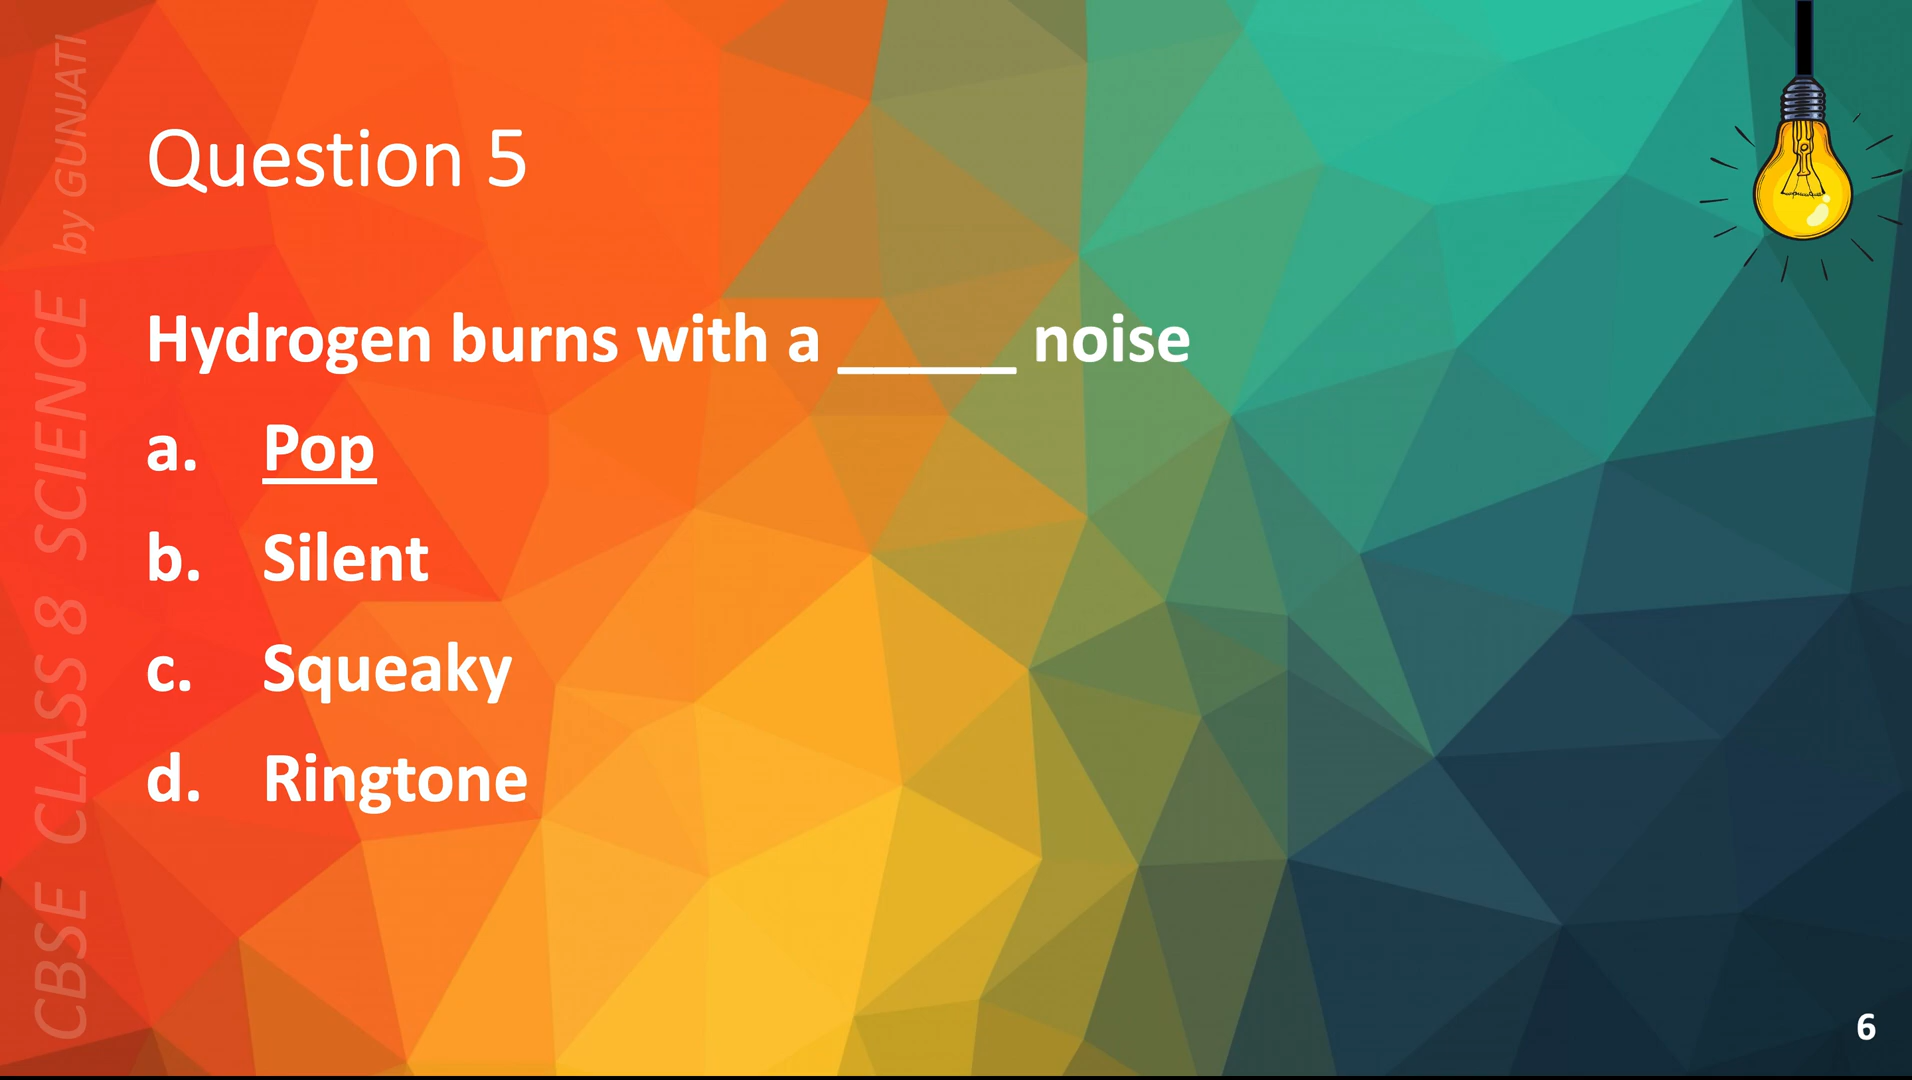 Question 5
Hydrogen burns with a _____ noise
a. Pop
b. Silent
c. Squeaky
d. Ringtone
CBSE CLASS 8 SCIENCE by GUNJATI
6